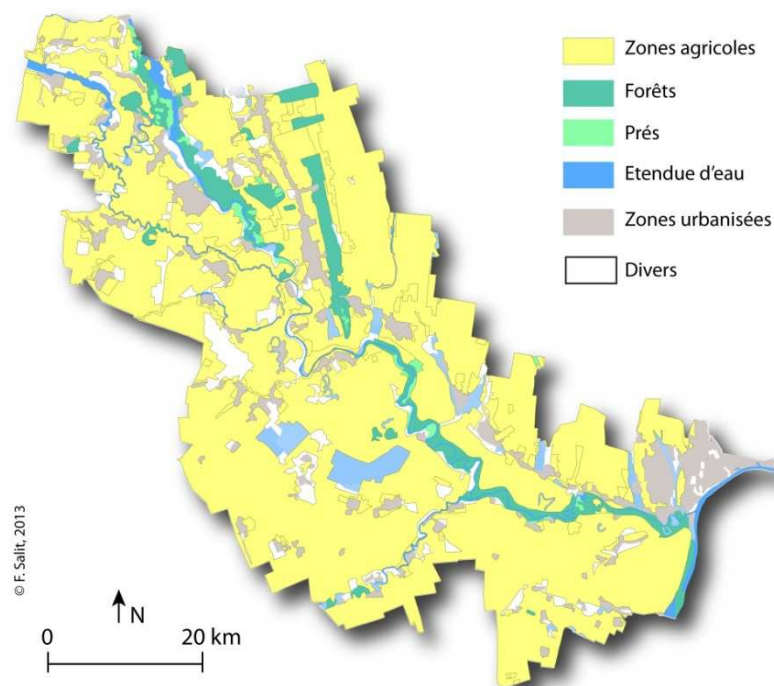 Zones agricoles
Forêts
Prés
Etendue d'eau
Zones urbanisées
Divers
© F. Salit, 2013
N
0 20 km